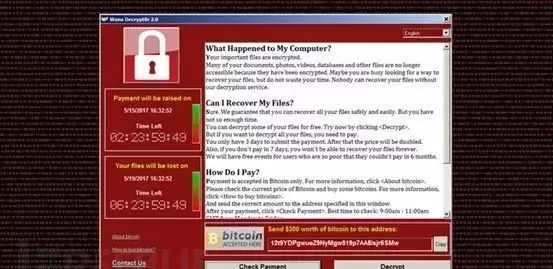 Wana Decrypt0r 2.0
English
What Happened to My Computer?
Your important files are encrypted.
Many of your documents, photos, videos, databases and other files are no longer
accessible because they have been encrypted. Maybe you are busy looking for a way to
recover your files, but do not waste your time. Nobody can recover your files without
our decryption service.
Can I Recover My Files?
Sure. We guarantee that you can recover all your files safely and easily. But you have
not so enough time.
You can decrypt some of your files for free. Try now by clicking <Decrypt>.
But if you want to decrypt all your files, you need to pay.
You only have 3 days to submit the payment. After that the price will be doubled.
Also, if you don't pay in 7 days, you won't be able to recover your files forever.
We will have free events for users who are so poor that they couldn't pay in 6 months.
How Do I Pay?
Payment is accepted in Bitcoin only. For more information, click <About bitcoin>.
Please check the current price of Bitcoin and buy some bitcoins. For more information,
click <How to buy bitcoins>.
And send the correct amount to the address specified in this window.
After your payment, click <Check Payment>. Best time to check: 9:00am - 11:00am
Payment will be raised on
5/15/2017 16:32:52
Time Left
02:23:59:49
Your files will be lost on
5/19/2017 16:32:52
Time Left
06:23:59:49
About bitcoin
How to buy bitcoins?
Contact Us
bitcoin
ACCEPTED HERE
Send $300 worth of bitcoin to this address:
Copy
Check Payment
Decrypt